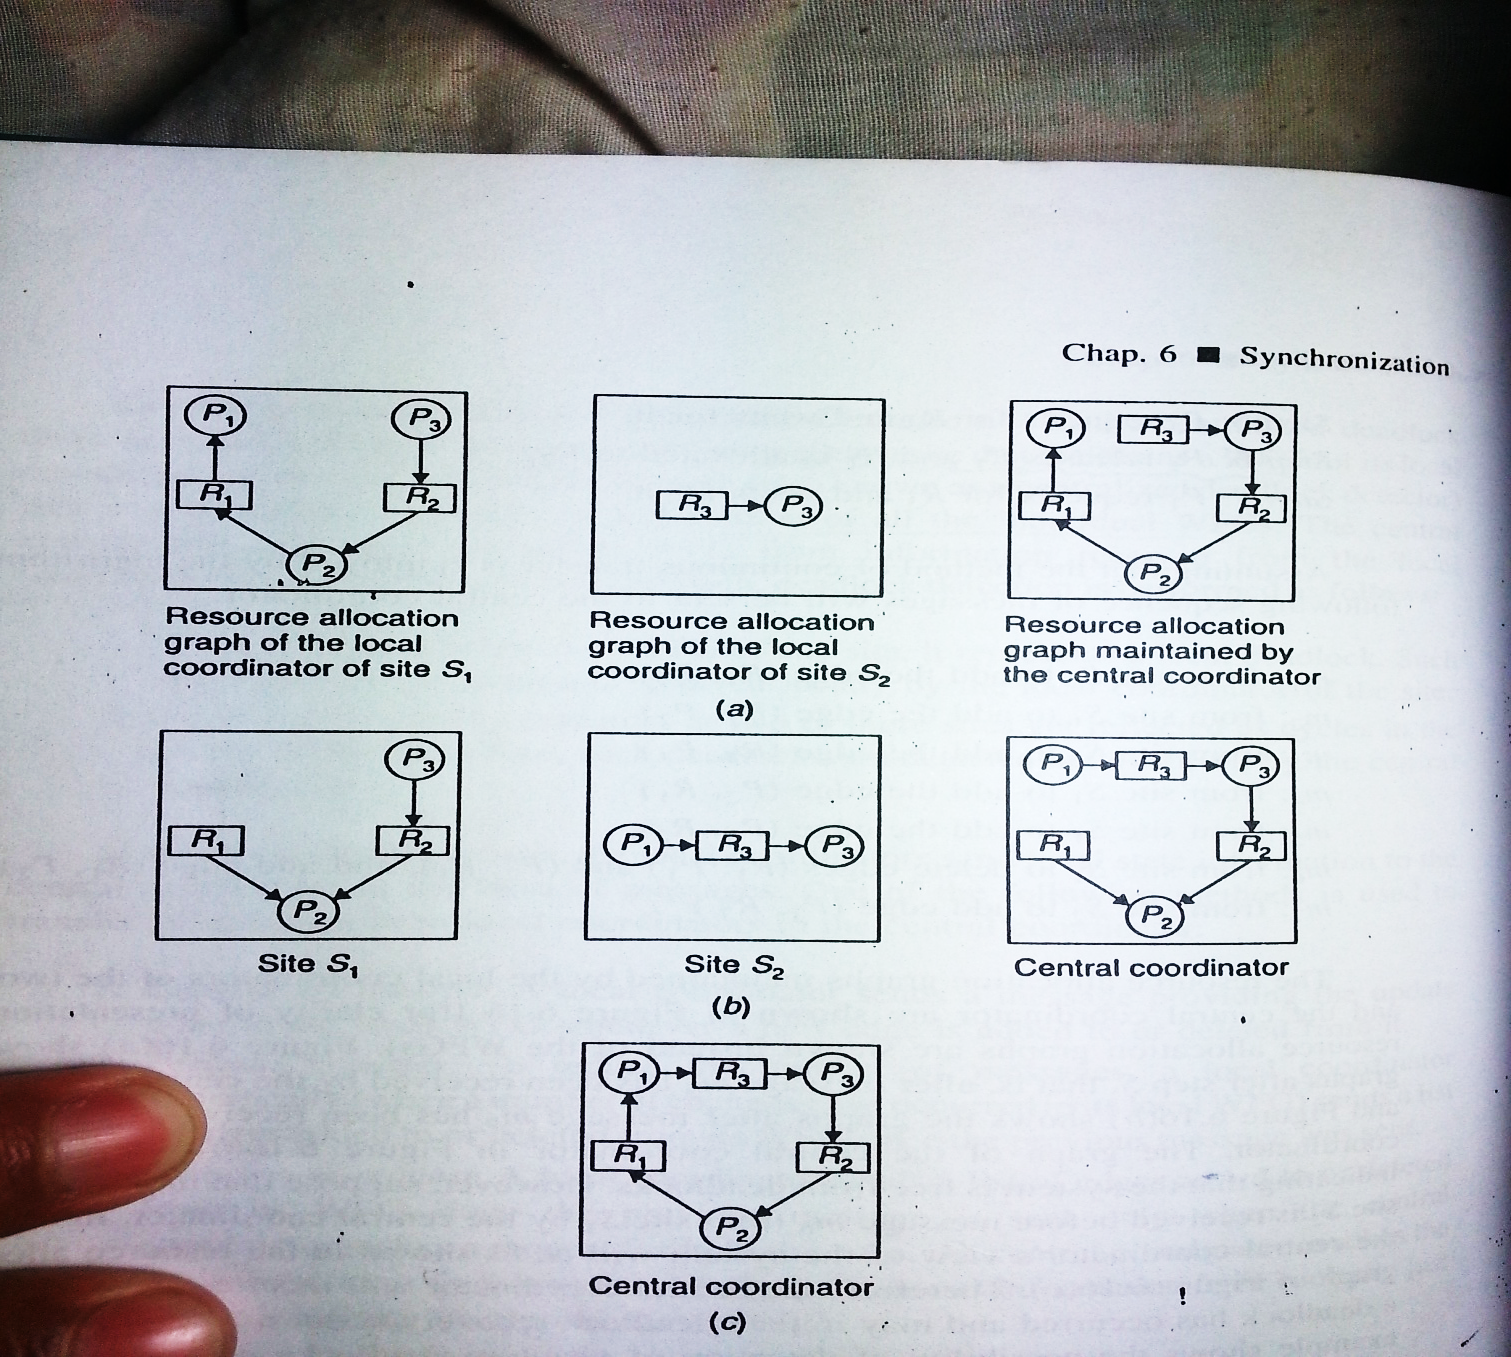 Chap. 6 ■ Synchronization
P1 P3
R1 R2
P2
Resource allocation
graph of the local
coordinator of site S1
R3 P3
Resource allocation
graph of the local
coordinator of site S2
P1 R3 P3
R1 R2
P2
Resource allocation
graph maintained by
the central coordinator
(a)
P3
R1 R2
P2
Site S1
P1 R3 P3
Site S2
P1 R3 P3
R1 R2
P2
Central coordinator
(b)
P1 R3 P3
R1 R2
P2
Central coordinator
(c)